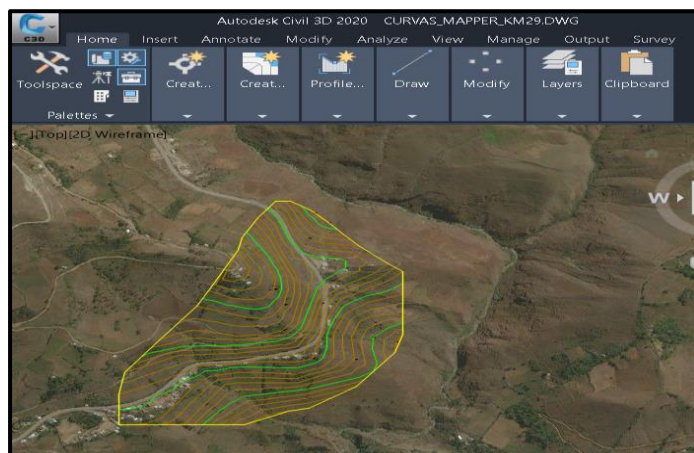 Autodesk Civil 3D 2020 CURVAS_MAPPER_KM29.DWG
C3D
Home Insert Annotate Modify Analyze View Manage Output Survey
Toolspace
Creat...
Creat...
Profile...
Draw
Modify
Layers
Clipboard
Palettes
[−][Top][2D Wireframe]
W